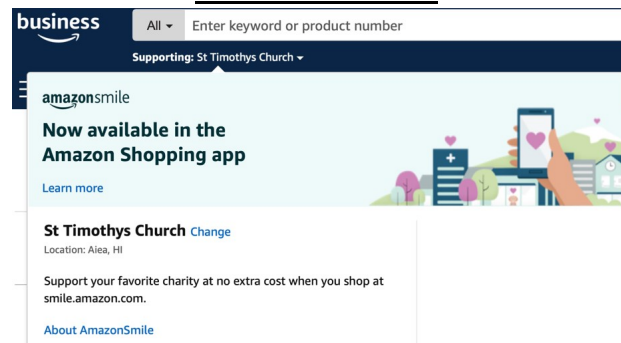 business
All
Enter keyword or product number
Supporting: St Timothys Church
amazonsmile
Now available in the
Amazon Shopping app
Learn more
St Timothys Church Change
Location: Aiea, HI
Support your favorite charity at no extra cost when you shop at
smile.amazon.com.
About AmazonSmile